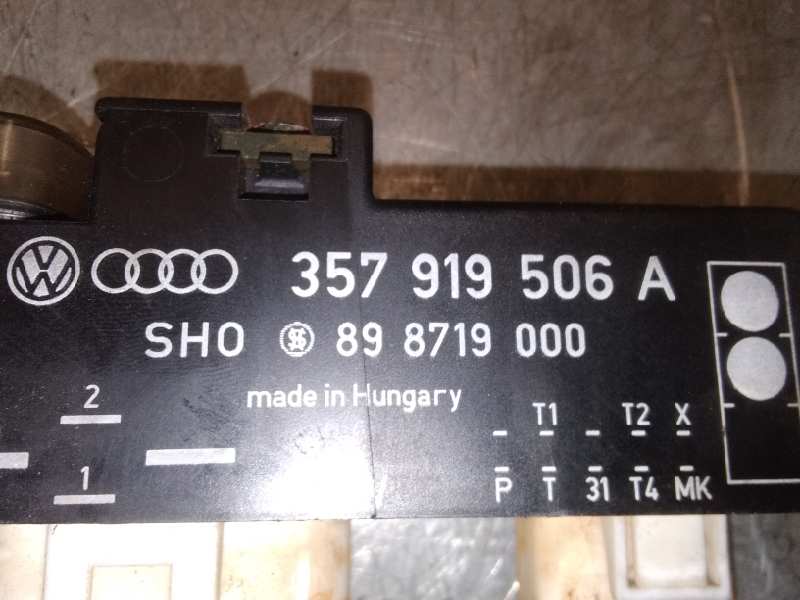 357 919 506 A
SHO 89 8719 000
made in Hungary
2
1
T1 T2 X
P T 31 T4 MK